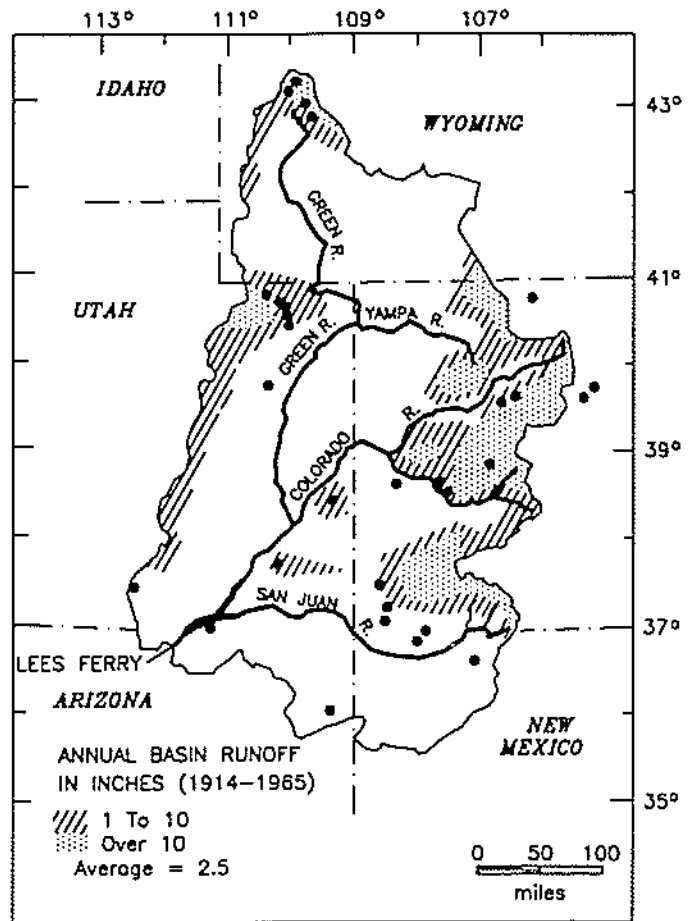 113° 111° 109° 107°
IDAHO
43°
WYOMING
GREEN R.
41°
UTAH
YAMPA R.
GREEN R.
COLORADO R.
39°
SAN JUAN R.
37°
LEES FERRY
ARIZONA
NEW
MEXICO
ANNUAL BASIN RUNOFF
IN INCHES (1914-1965)
35°
1 To 10
Over 10
Average = 2.5
0 50 100
miles